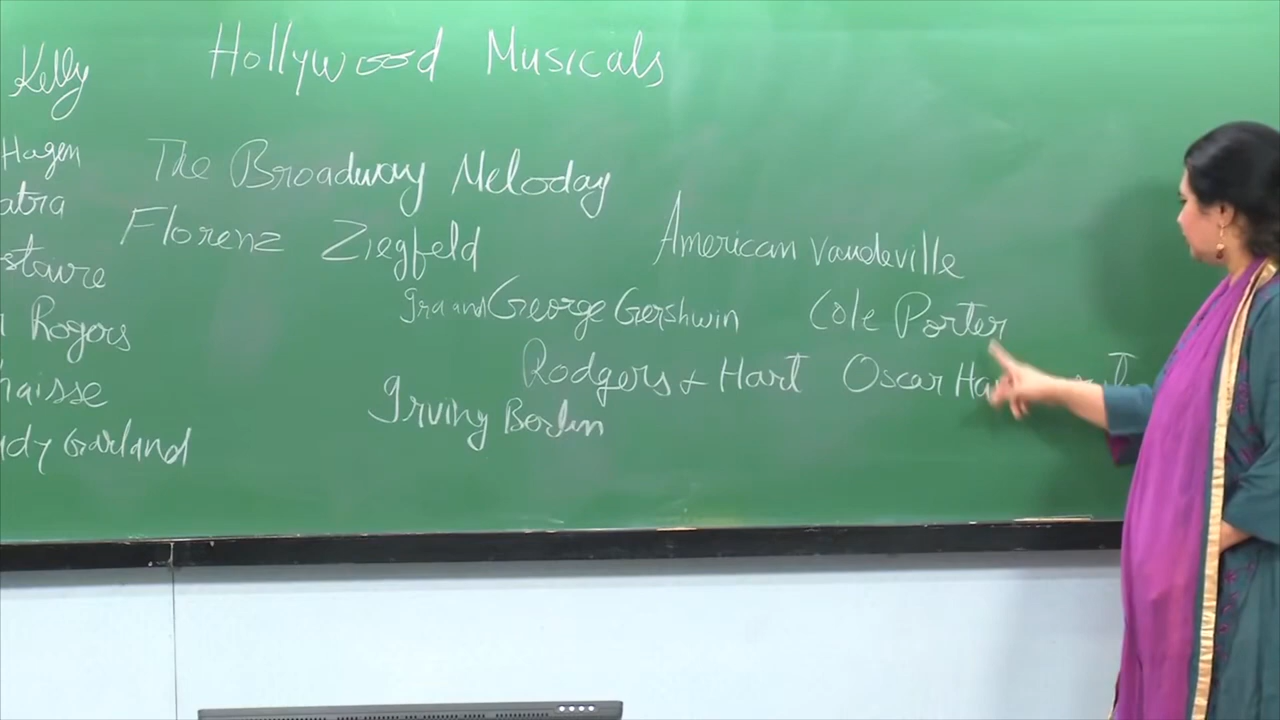 Hollywood Musicals
Kelly
Hagen
atra
staire
Rogers
haisse
dy Garland
The Broadway Meloday
Florenz Ziegfeld
American Vaudeville
Ira and George Gershwin Cole Porter
Rodgers & Hart Oscar Ha
Irving Berlin